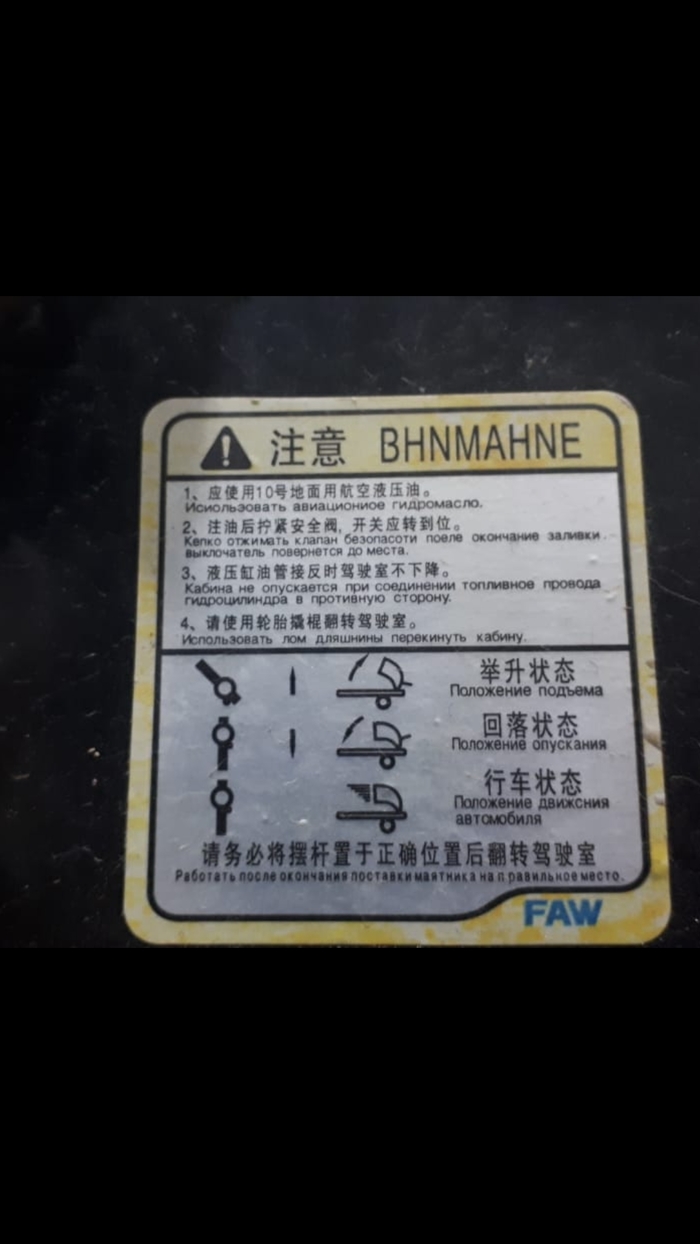 注意 BHNMAHNE
1、应使用10号地面用航空液压油。
Исиользовать авиационное гидромасло.
2、注油后拧紧安全阀, 开关应转到位。
Кепко отжимать клапан безопасоти поеле окончание заливки.
выключатель повернется до места.
3、液压缸油管接反时驾驶室不下降。
Кабина не опускается при соединении топливное провода
гидроцилиндра в противную сторону.
4、请使用轮胎撬棍翻转驾驶室。
Использовать лом дляшнины перекинуть кабину.
举升状态
Положение подъема
回落状态
Положение опускания
行车状态
Положение движсния
автомобиля
请务必将摆杆置于正确位置后翻转驾驶室
Работать после окончания поставки маятника на правильное место.
FAW